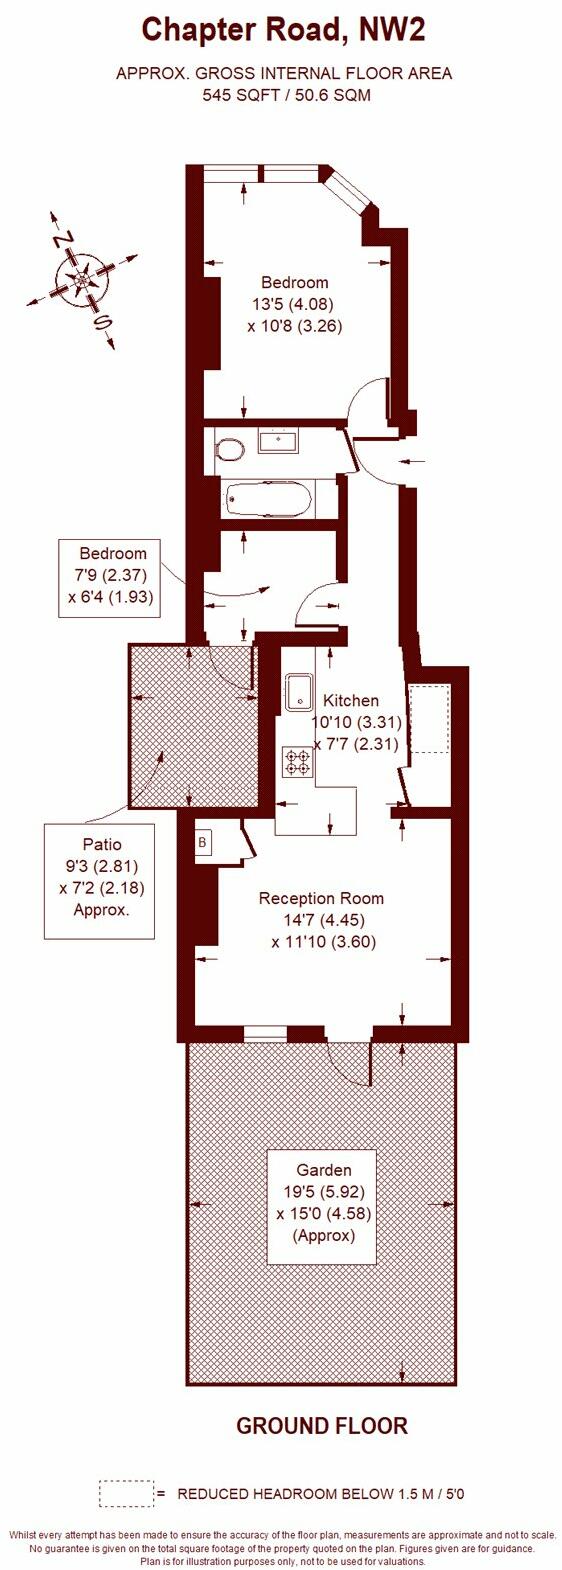 Chapter Road, NW2
APPROX. GROSS INTERNAL FLOOR AREA
545 SQFT / 50.6 SQM
N
S
Bedroom
13'5 (4.08)
x 10'8 (3.26)
Bedroom
7'9 (2.37)
x 6'4 (1.93)
Kitchen
10'10 (3.31)
x 7'7 (2.31)
Patio
9'3 (2.81)
x 7'2 (2.18)
Approx.
B
Reception Room
14'7 (4.45)
x 11'10 (3.60)
Garden
19'5 (5.92)
x 15'0 (4.58)
(Approx)
GROUND FLOOR
= REDUCED HEADROOM BELOW 1.5 M / 5'0
Whilst every attempt has been made to ensure the accuracy of the floor plan, measurements are approximate and not to scale.
No guarantee is given on the total square footage of the property quoted on the plan. Figures given are for guidance.
Plan is for illustration purposes only, not to be used for valuations.